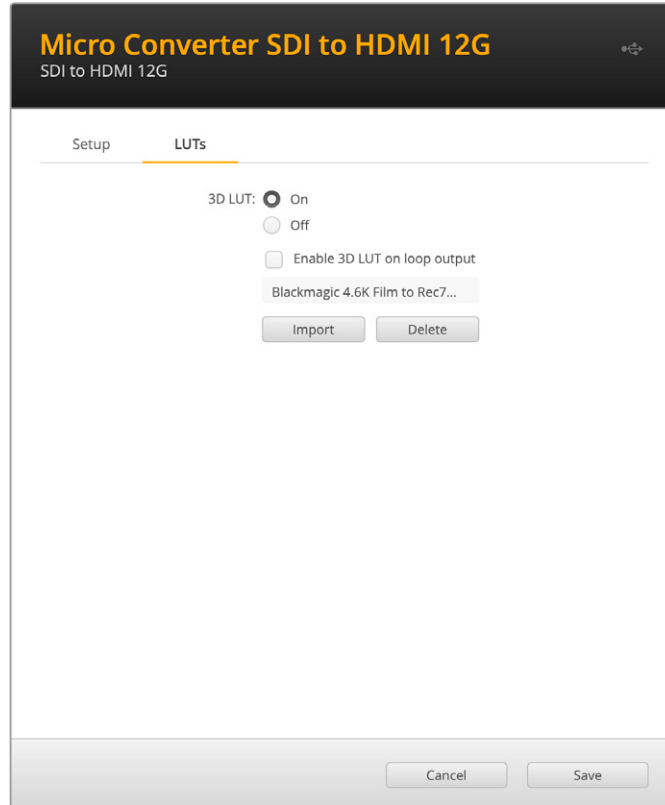 Micro Converter SDI to HDMI 12G
SDI to HDMI 12G
Setup LUTs
3D LUT: On
Off
Enable 3D LUT on loop output
Blackmagic 4.6K Film to Rec7...
Import Delete
Cancel Save